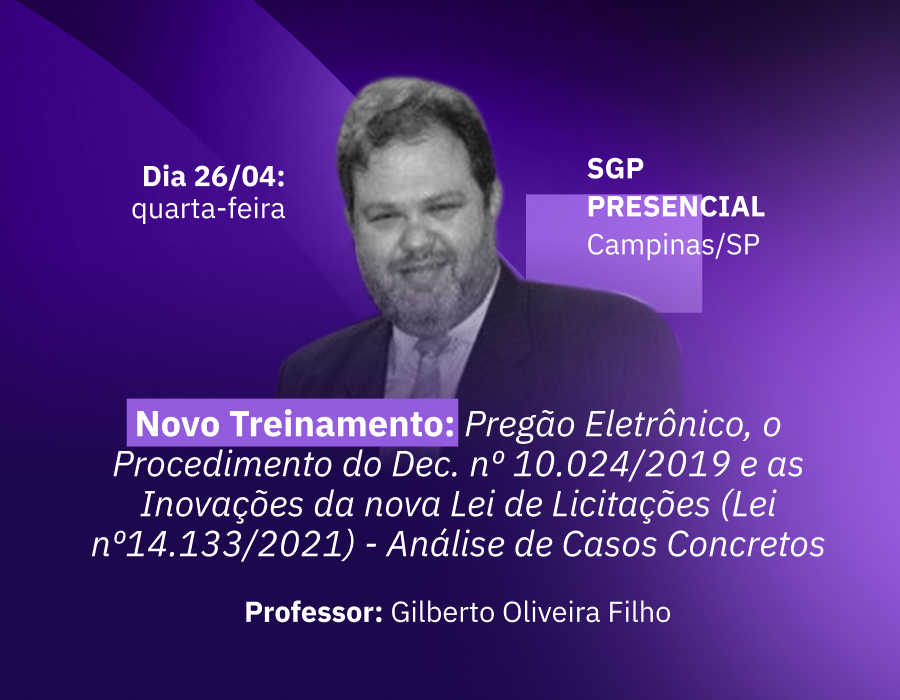 Dia 26/04:
quarta-feira
SGP
PRESENCIAL
Campinas/SP
Novo Treinamento: Pregão Eletrônico, o
Procedimento do Dec. nº 10.024/2019 e as
Inovações da nova Lei de Licitações (Lei
nº14.133/2021) - Análise de Casos Concretos
Professor: Gilberto Oliveira Filho